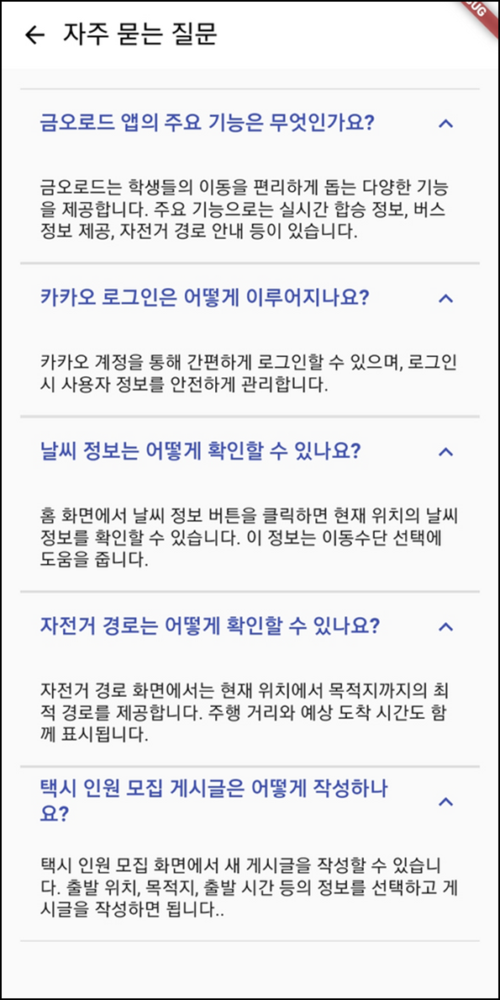 자주 묻는 질문
UG
금오로드 앱의 주요 기능은 무엇인가요?
금오로드는 학생들의 이동을 편리하게 돕는 다양한 기능
을 제공합니다. 주요 기능으로는 실시간 합승 정보, 버스
정보 제공, 자전거 경로 안내 등이 있습니다.
카카오 로그인은 어떻게 이루어지나요?
카카오 계정을 통해 간편하게 로그인할 수 있으며, 로그인
시 사용자 정보를 안전하게 관리합니다.
날씨 정보는 어떻게 확인할 수 있나요?
홈 화면에서 날씨 정보 버튼을 클릭하면 현재 위치의 날씨
정보를 확인할 수 있습니다. 이 정보는 이동수단 선택에
도움을 줍니다.
자전거 경로는 어떻게 확인할 수 있나요?
자전거 경로 화면에서는 현재 위치에서 목적지까지의 최
적 경로를 제공합니다. 주행 거리와 예상 도착 시간도 함
께 표시됩니다.
택시 인원 모집 게시글은 어떻게 작성하나
요?
택시 인원 모집 화면에서 새 게시글을 작성할 수 있습니
다. 출발 위치, 목적지, 출발 시간 등의 정보를 선택하고 게
시글을 작성하면 됩니다..